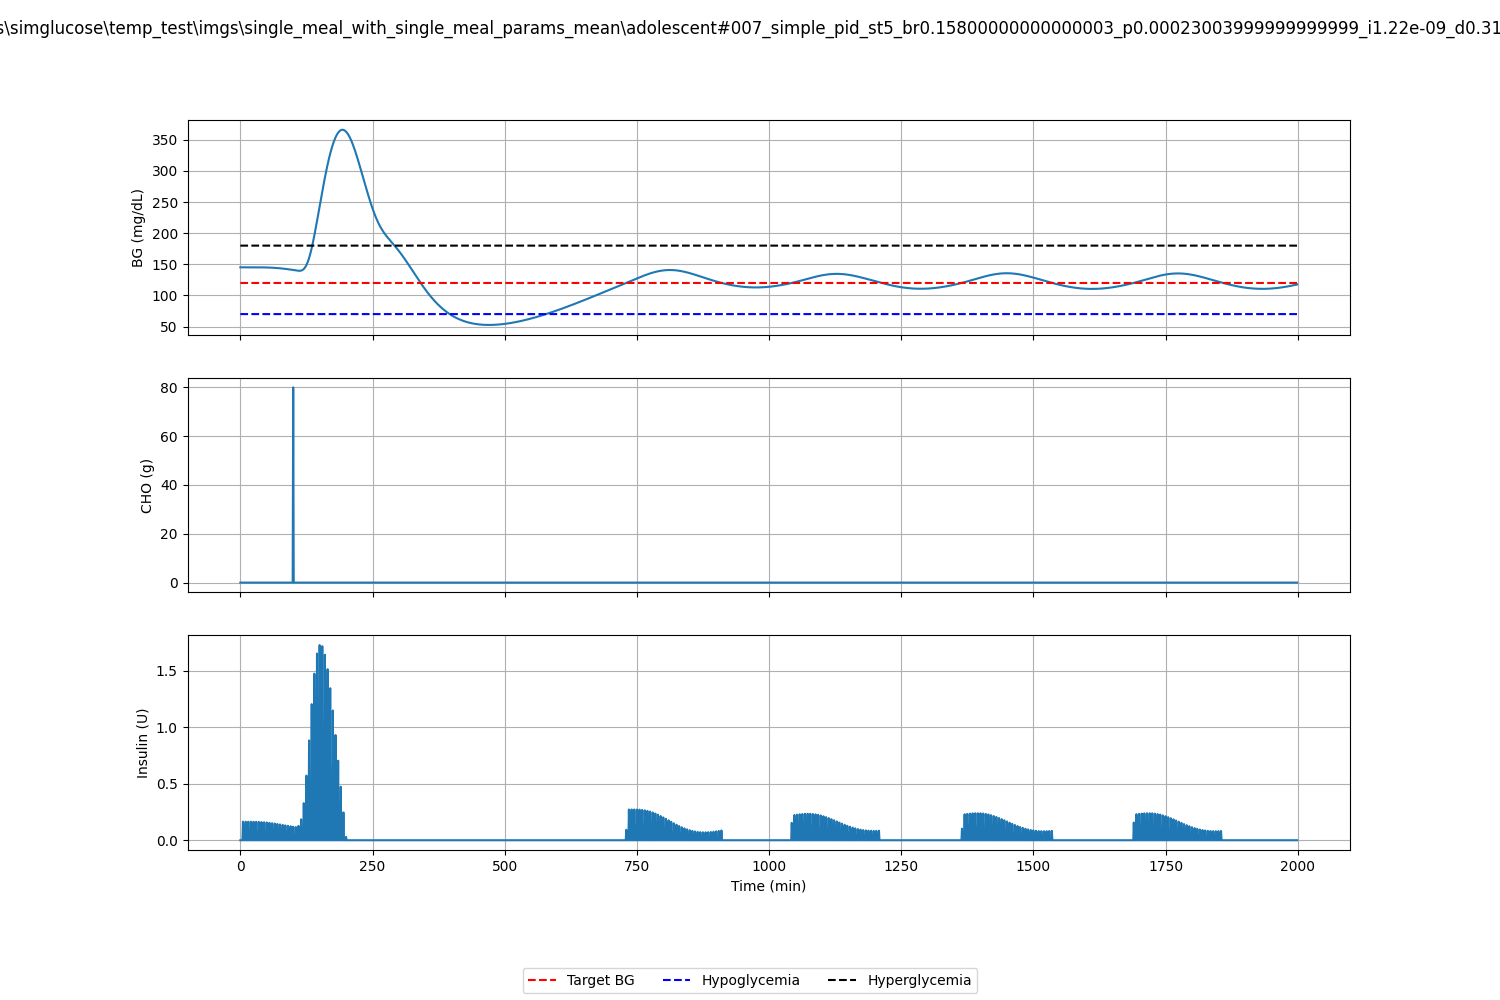 s\simglucose\temp_test\imgs\single_meal_with_single_meal_params_mean\adolescent#007_simple_pid_st5_br0.15800000000000003_p0.00023003999999999999_i1.22e-09_d0.31
350
300
250
200
150
100
50
BG (mg/dL)
80
60
40
20
0
CHO (g)
1.5
1.0
0.5
0.0
Insulin (U)
0 250 500 750 1000 1250 1500 1750 2000
Time (min)
Target BG Hypoglycemia Hyperglycemia